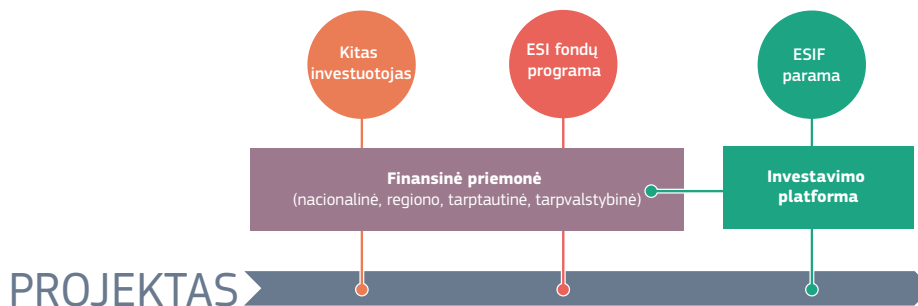 Kitas
investuotojas
ESI fondų
programa
ESIF
parama
Finansinė priemonė
(nacionalinė, regiono, tarptautinė, tarpvalstybinė)
Investavimo
platforma
PROJEKTAS